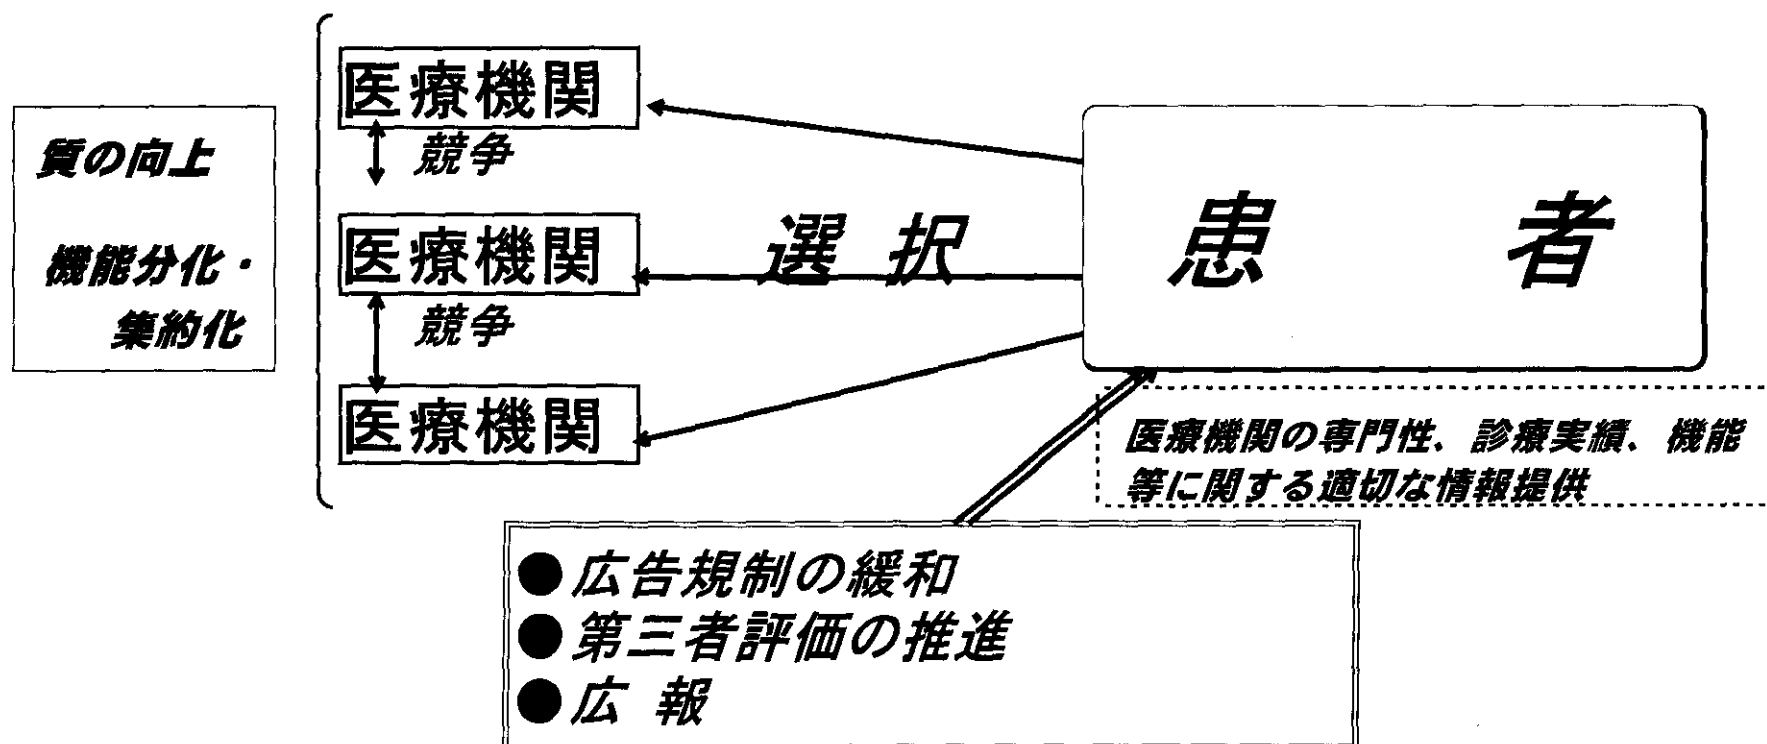 質の向上
機能分化・
集約化
医療機関
競争
医療機関
競争
医療機関
選択
患者
医療機関の専門性、診療実績、機能
等に関する適切な情報提供
●広告規制の緩和
●第三者評価の推進
●広報